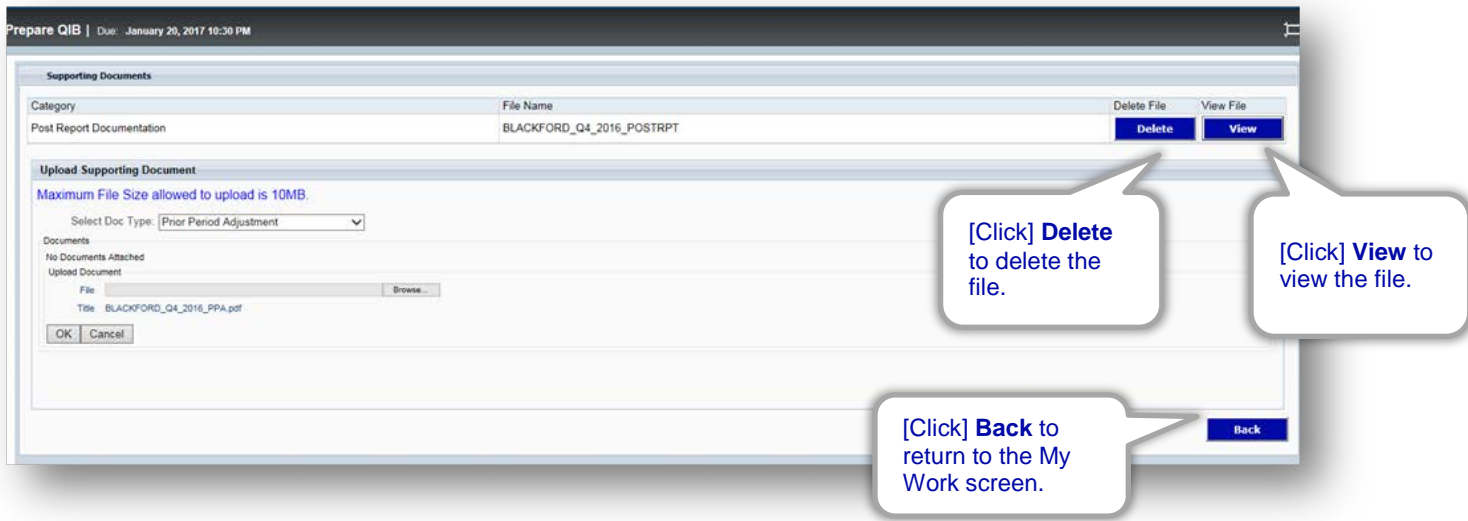 Prepare QIB | Due: January 20, 2017 10:30 PM
Supporting Documents
Category File Name Delete File View File
Post Report Documentation BLACKFORD_Q4_2016_POSTRPT Delete View
Upload Supporting Document
Maximum File Size allowed to upload is 10MB.
Select Doc Type: Prior Period Adjustment
Documents
No Documents Attached
Upload Document
File Browse...
Title BLACKFORD_Q4_2016_PPA.pdf
OK Cancel
[Click] Delete
to delete the
file.
[Click] View to
view the file.
Back
[Click] Back to
return to the My
Work screen.